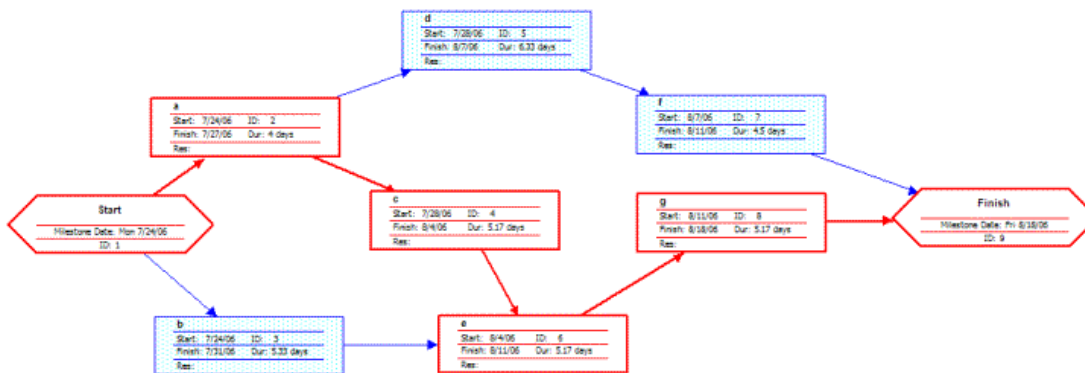 d
Start: 7/28/06 ID: 5
Finish: 8/7/06 Dur: 6.33 days
Res:
a
Start: 7/24/06 ID: 2
Finish: 7/27/06 Dur: 4 days
Res:
f
Start: 8/7/06 ID: 7
Finish: 8/11/06 Dur: 4.5 days
Res:
Start
Milestone Date: Mon 7/24/06
ID: 1
c
Start: 7/28/06 ID: 4
Finish: 8/4/06 Dur: 5.17 days
Res:
g
Start: 8/11/06 ID: 8
Finish: 8/18/06 Dur: 5.17 days
Res:
Finish
Milestone Date: Fri 8/18/06
ID: 9
b
Start: 7/24/06 ID: 3
Finish: 7/31/06 Dur: 5.33 days
Res:
e
Start: 8/4/06 ID: 6
Finish: 8/11/06 Dur: 5.17 days
Res: